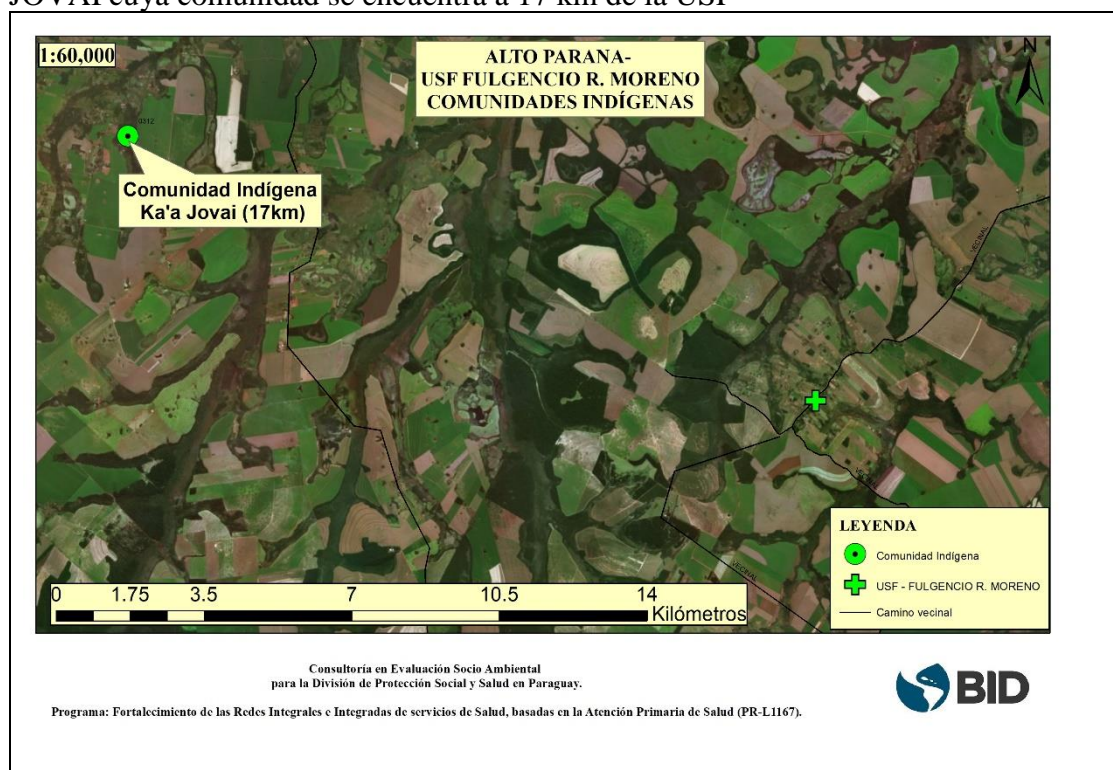 JOVAI cuya comunidad se encuentra a 17 km de la USF
1:60,000
ALTO PARANA-
USF FULGENCIO R. MORENO
COMUNIDADES INDÍGENAS
N
0312
Comunidad Indígena
Ka'a Jovai (17km)
VECINAL
VECINAL
LEYENDA
Comunidad Indígena
USF - FULGENCIO R. MORENO
Camino vecinal
0 1.75 3.5 7 10.5 14
Kilómetros
Consultoría en Evaluación Socio Ambiental
para la División de Protección Social y Salud en Paraguay.
Programa: Fortalecimiento de las Redes Integrales e Integradas de servicios de Salud, basadas en la Atención Primaria de Salud (PR-L1167).
BID